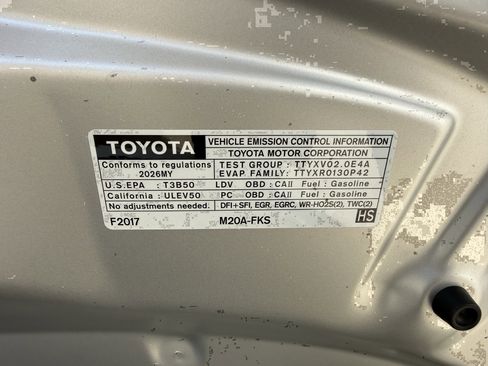 TOYOTA
VEHICLE EMISSION CONTROL INFORMATION
TOYOTA MOTOR CORPORATION
Conforms to regulations
2026MY
TEST GROUP : TTYXV02.0E4A
EVAP. FAMILY: TTYXR0130P42
U.S.EPA : T3B50 LDV OBD : CAII Fuel : Gasoline
California : ULEV50 PC OBD : CAII Fuel : Gasoline
No adjustments needed. DFI+SFI, EGR, EGRC, WR-HO2S(2), TWC(2)
F2017 M20A-FKS HS